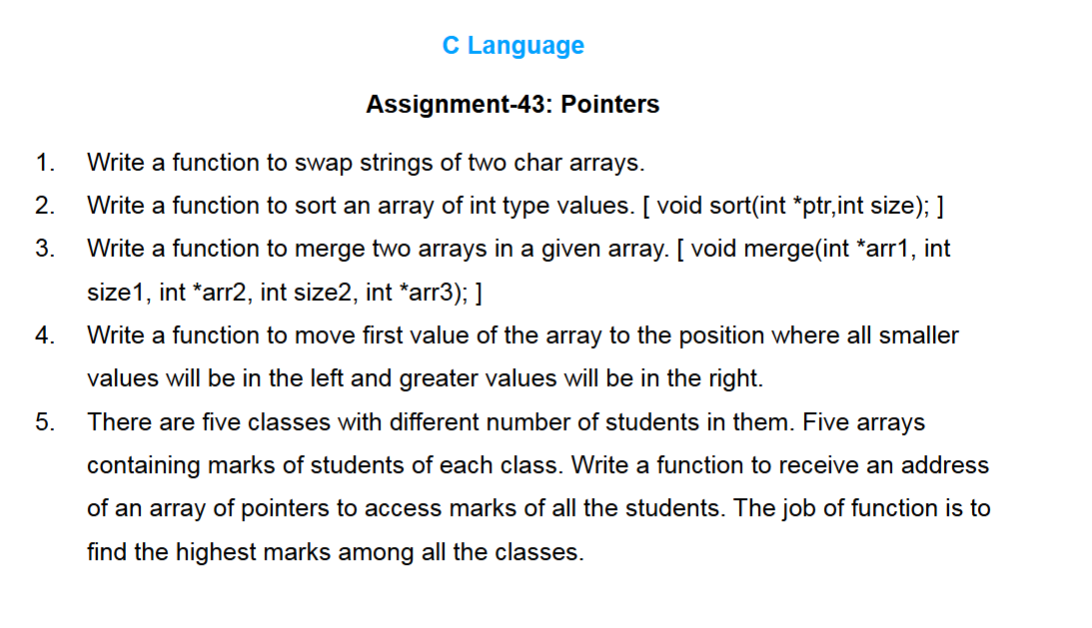 C Language
Assignment-43: Pointers
1. Write a function to swap strings of two char arrays.
2. Write a function to sort an array of int type values. [ void sort(int *ptr,int size); ]
3. Write a function to merge two arrays in a given array. [ void merge(int *arr1, int
size1, int *arr2, int size2, int *arr3); ]
4. Write a function to move first value of the array to the position where all smaller
values will be in the left and greater values will be in the right.
5. There are five classes with different number of students in them. Five arrays
containing marks of students of each class. Write a function to receive an address
of an array of pointers to access marks of all the students. The job of function is to
find the highest marks among all the classes.